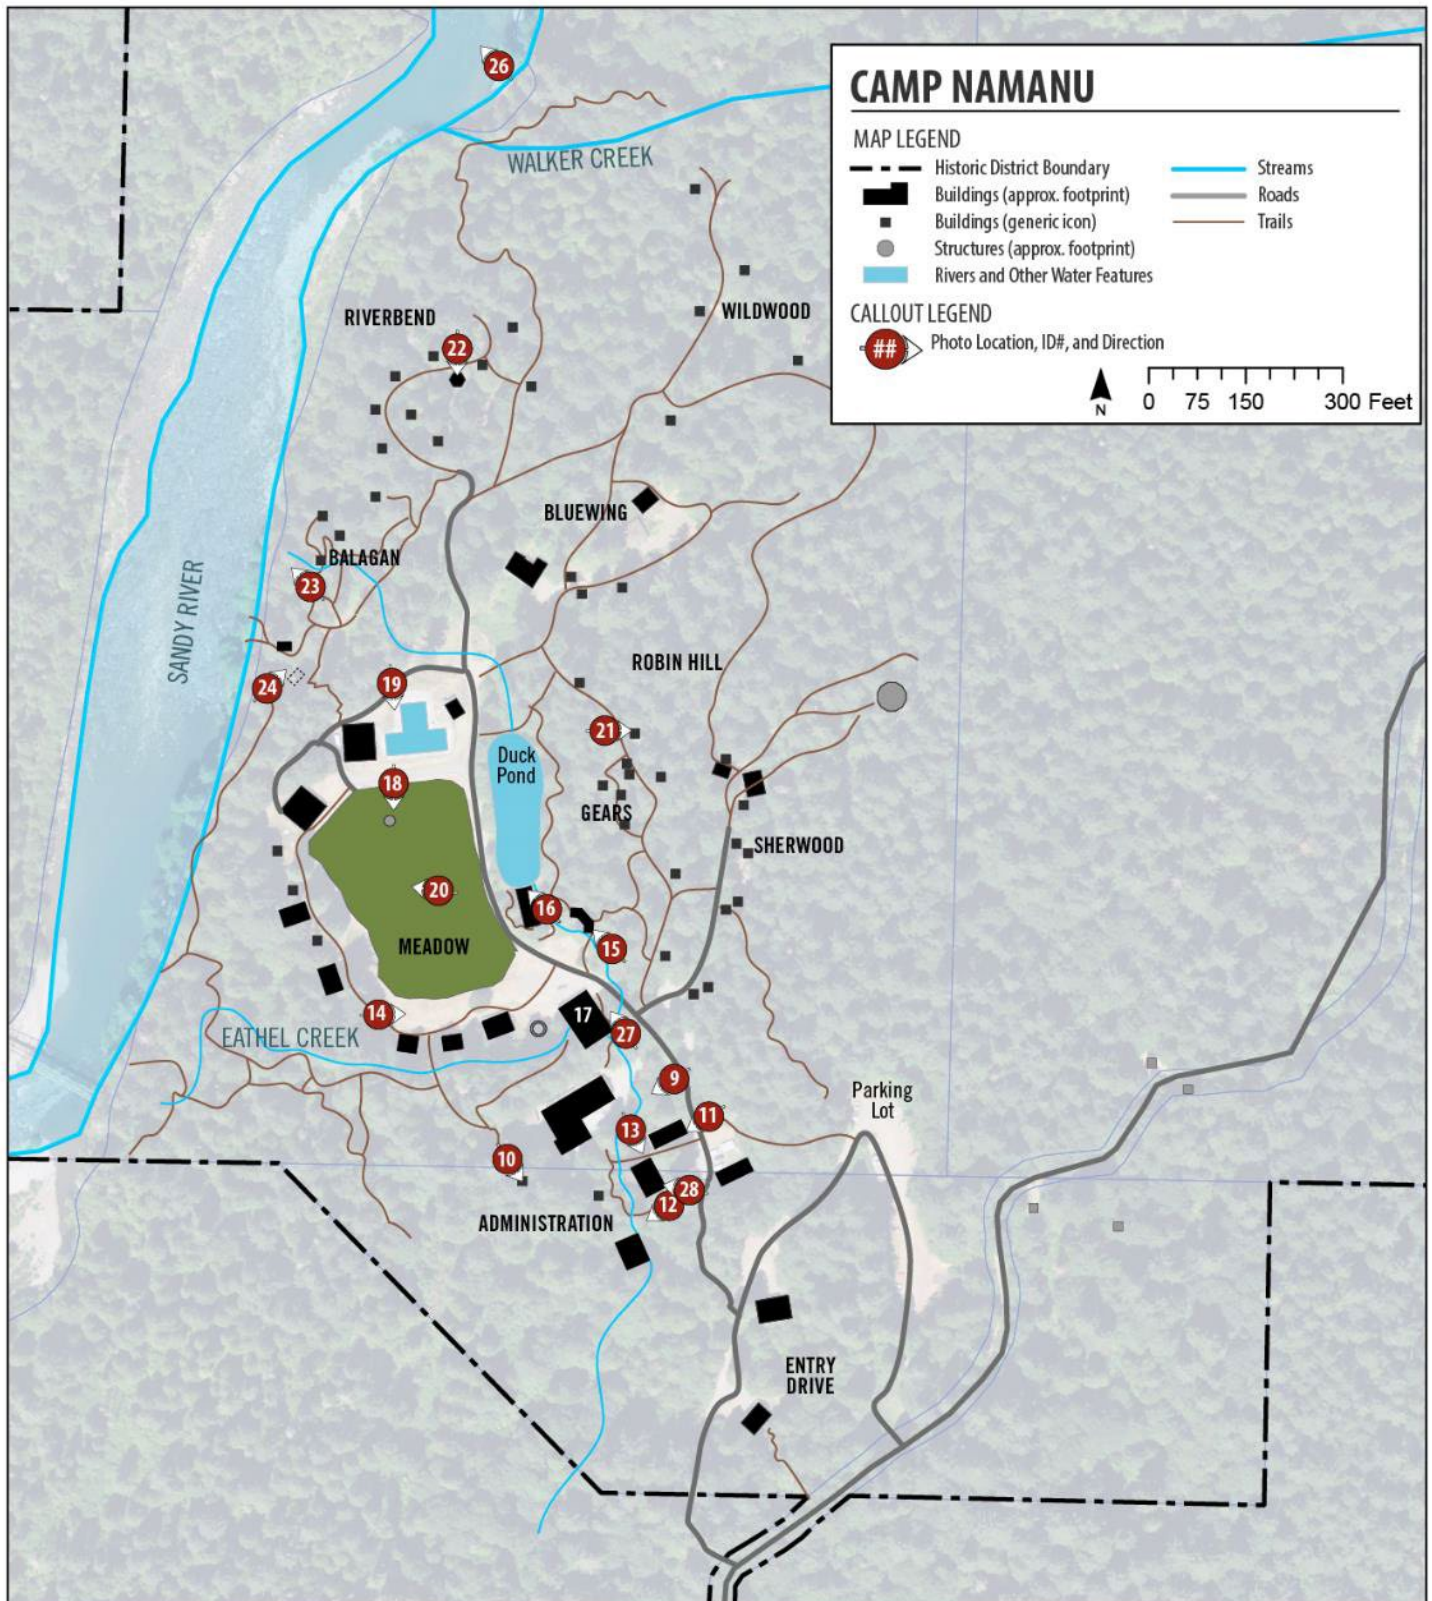 CAMP NAMANU
MAP LEGEND
Historic District Boundary
Buildings (approx. footprint)
Buildings (generic icon)
Structures (approx. footprint)
Rivers and Other Water Features
Streams
Roads
Trails
CALLOUT LEGEND
##
Photo Location, ID#, and Direction
N
0 75 150 300 Feet
26
WALKER CREEK
RIVERBEND
WILDWOOD
22
BLUEWING
BALAGAN
23
SANDY RIVER
ROBIN HILL
24
19
21
Duck
Pond
18
GEARS
SHERWOOD
20
16
MEADOW
15
14
17
27
EATHEL CREEK
9
Parking
Lot
11
13
10
28
12
ADMINISTRATION
ENTRY
DRIVE